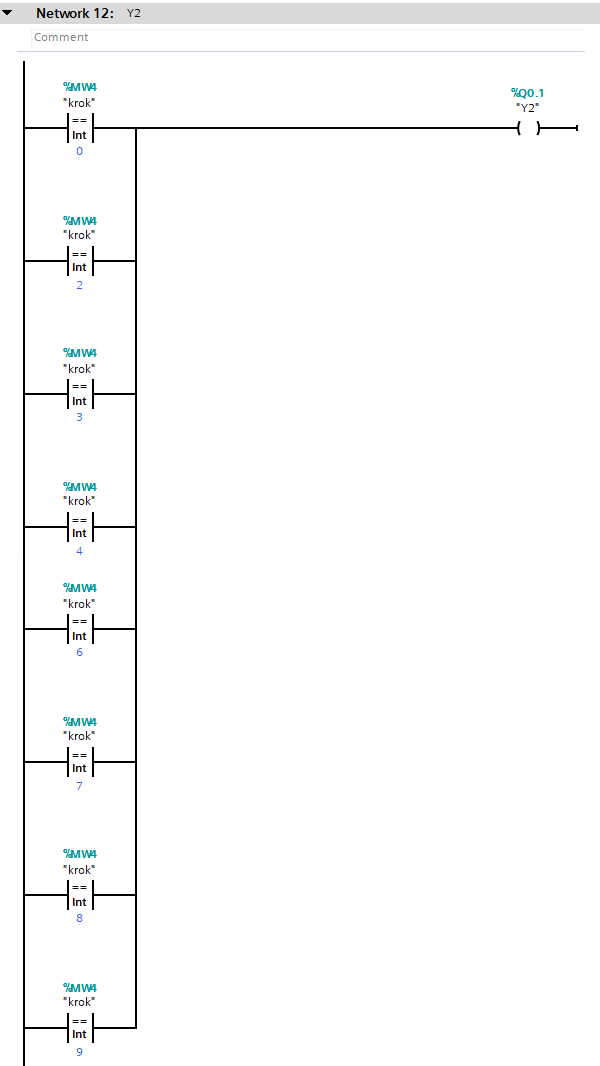 Network 12: Y2
Comment
%MW4
"krok"
==
Int
0
%Q0.1
"Y2"
%MW4
"krok"
==
Int
2
%MW4
"krok"
==
Int
3
%MW4
"krok"
==
Int
4
%MW4
"krok"
==
Int
6
%MW4
"krok"
==
Int
7
%MW4
"krok"
==
Int
8
%MW4
"krok"
==
Int
9